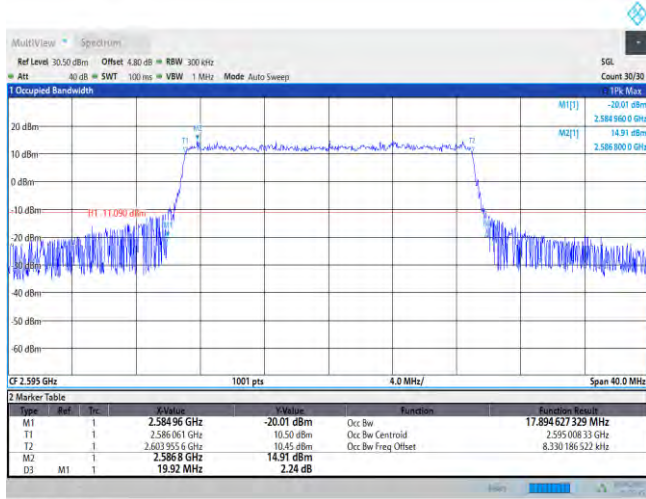 MultiView Spectrum
Ref Level 30.50 dBm Offset 4.80 dB RBW 300 kHz SGL
Att 40 dB SWT 100 ms VBW 1 MHz Mode Auto Sweep Count 30/30
1 Occupied Bandwidth 1Pk Max
M1[1] -20.01 dBm
2.584 960 0 GHz
M2[1] 14.91 dBm
2.586 800 0 GHz
20 dBm
M2
T1 T2
10 dBm
0 dBm
-10 dBm
H1 -11.090 dBm
-20 dBm
-30 dBm
-40 dBm
-50 dBm
-60 dBm
CF 2.595 GHz 1001 pts 4.0 MHz/ Span 40.0 MHz
2 Marker Table
Type Ref Trc X-Value Y-Value Function Function Result
M1 1 2.584 96 GHz -20.01 dBm Occ Bw 17.894 627 329 MHz
T1 1 2.586 061 GHz 10.50 dBm Occ Bw Centroid 2.595 008 33 GHz
T2 1 2.603 955 6 GHz 10.45 dBm Occ Bw Freq Offset 8.330 186 522 kHz
M2 1 2.586 8 GHz 14.91 dBm
D3 M1 1 19.92 MHz 2.24 dB